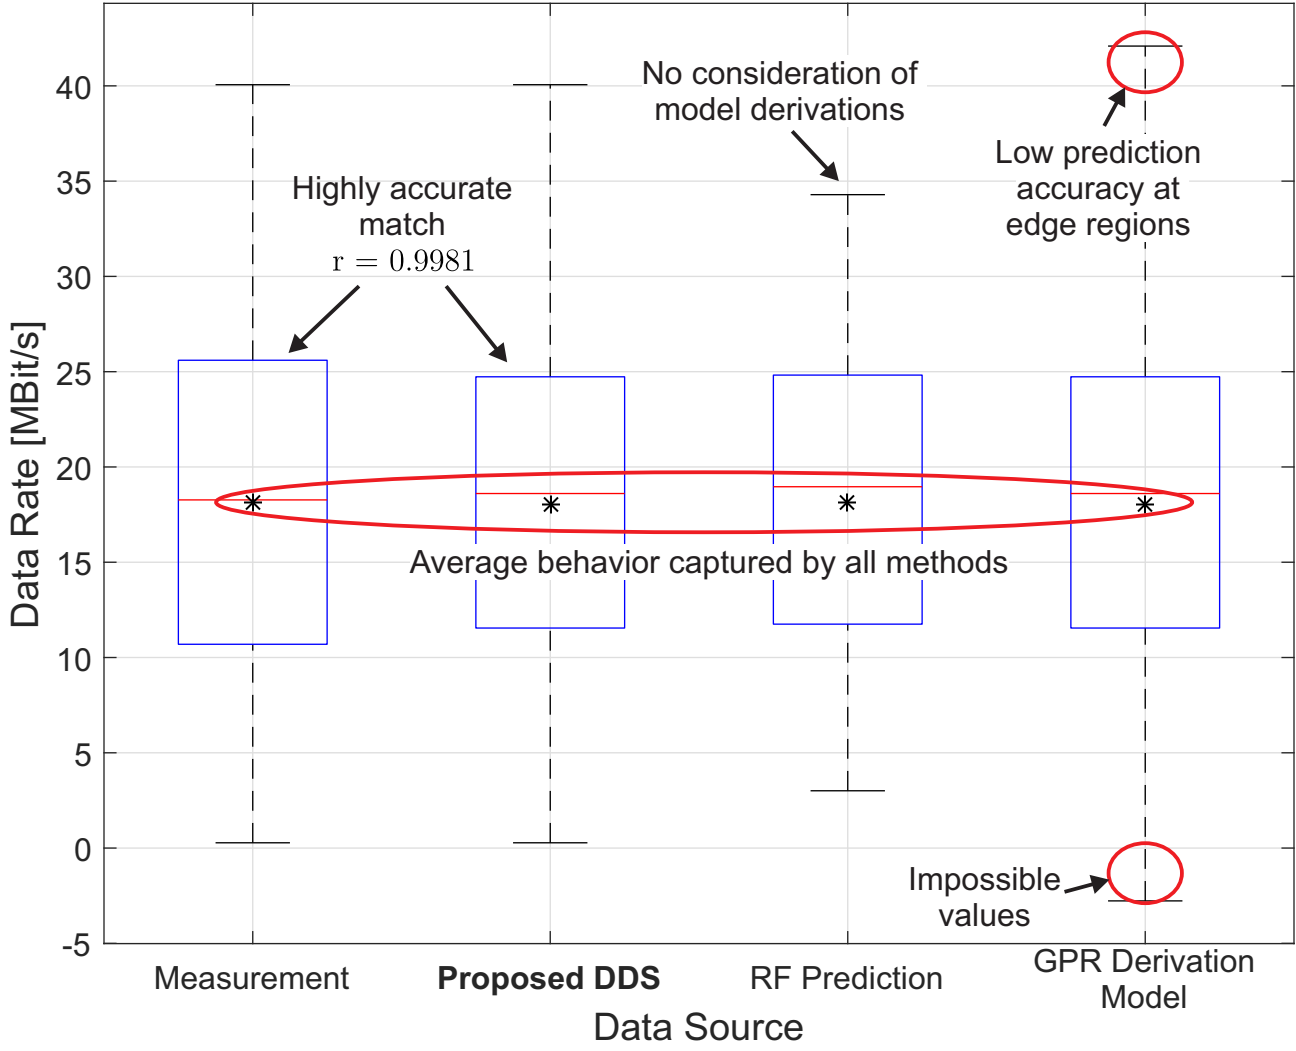 No consideration of
model derivations
Low prediction
accuracy at
edge regions
Highly accurate
match
r = 0.9981
Average behavior captured by all methods
Impossible
values
Data Rate [MBit/s]
40
35
30
25
20
15
10
5
0
-5
Measurement
Proposed DDS
RF Prediction
GPR Derivation
Model
Data Source